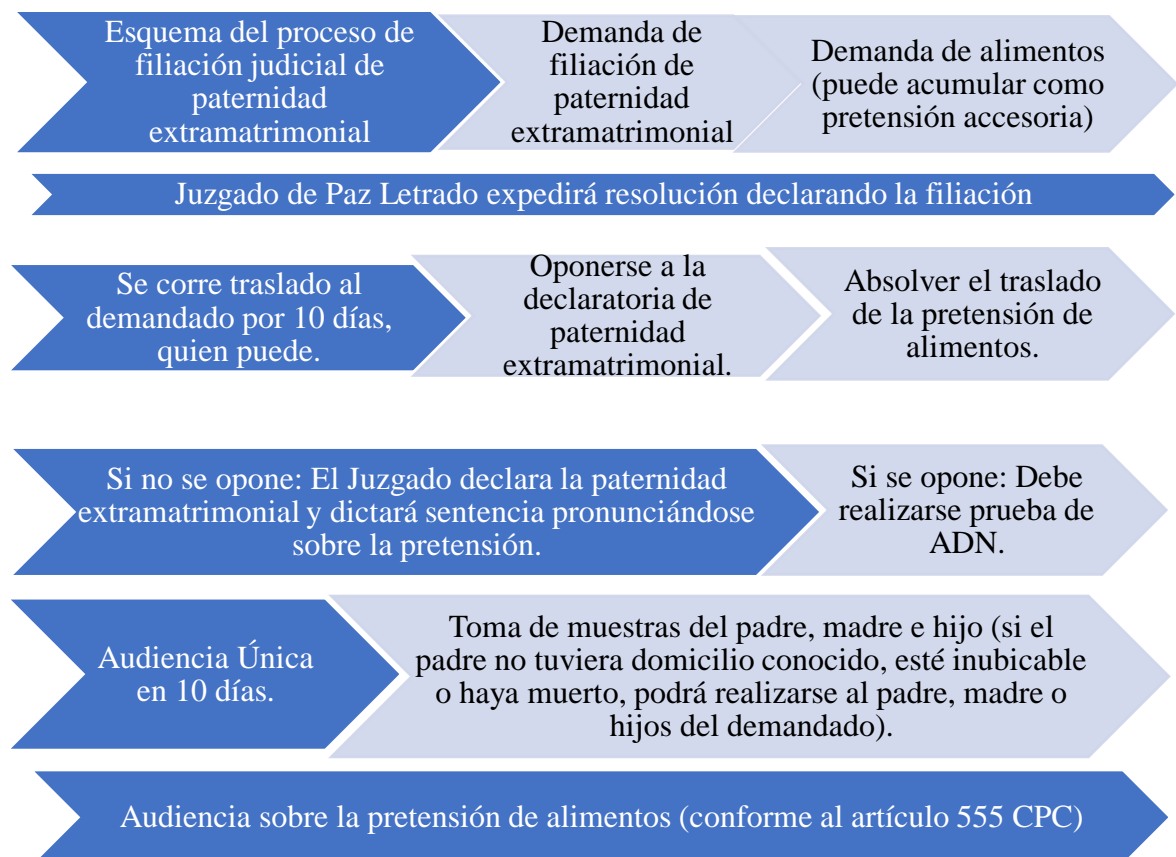 Esquema del proceso de
filiación judicial de
paternidad
extramatrimonial
Demanda de
filiación de
paternidad
extramatrimonial
Demanda de alimentos
(puede acumular como
pretensión accesoria)
Juzgado de Paz Letrado expedirá resolución declarando la filiación
Se corre traslado al
demandado por 10 días,
quien puede.
Oponerse a la
declaratoria de
paternidad
extramatrimonial.
Absolver el traslado
de la pretensión de
alimentos.
Si no se opone: El Juzgado declara la paternidad
extramatrimonial y dictará sentencia pronunciándose
sobre la pretensión.
Si se opone: Debe
realizarse prueba de
ADN.
Audiencia Única
en 10 días.
Toma de muestras del padre, madre e hijo (si el
padre no tuviera domicilio conocido, esté inubicable
o haya muerto, podrá realizarse al padre, madre o
hijos del demandado).
Audiencia sobre la pretensión de alimentos (conforme al artículo 555 CPC)